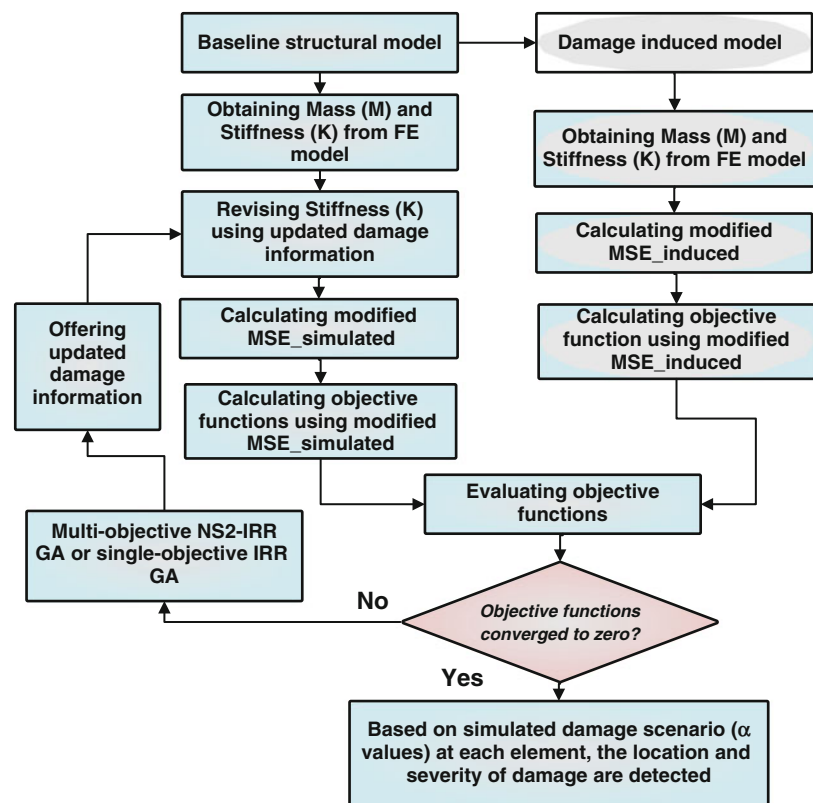 Baseline structural model
Damage induced model
Obtaining Mass (M) and
Stiffness (K) from FE
model
Obtaining Mass (M) and
Stiffness (K) from FE model
Revising Stiffness (K)
using updated damage
information
Calculating modified
MSE_induced
Offering
updated
damage
information
Calculating modified
MSE_simulated
Calculating objective
function using modified
MSE_induced
Calculating objective
functions using modified
MSE_simulated
Evaluating objective
functions
Multi-objective NS2-IRR
GA or single-objective IRR
GA
No
Objective functions
converged to zero?
Yes
Based on simulated damage scenario (α
values) at each element, the location and
severity of damage are detected